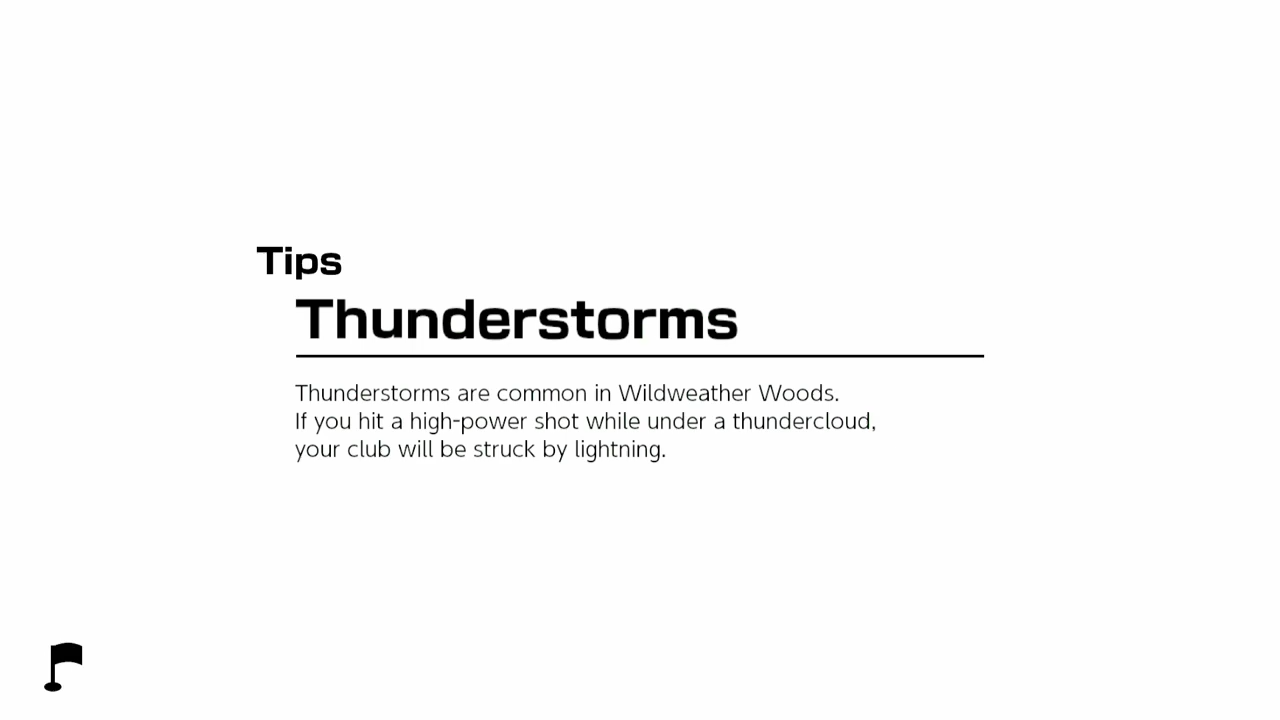 Tips
Thunderstorms
Thunderstorms are common in Wildweather Woods.
If you hit a high-power shot while under a thundercloud,
your club will be struck by lightning.